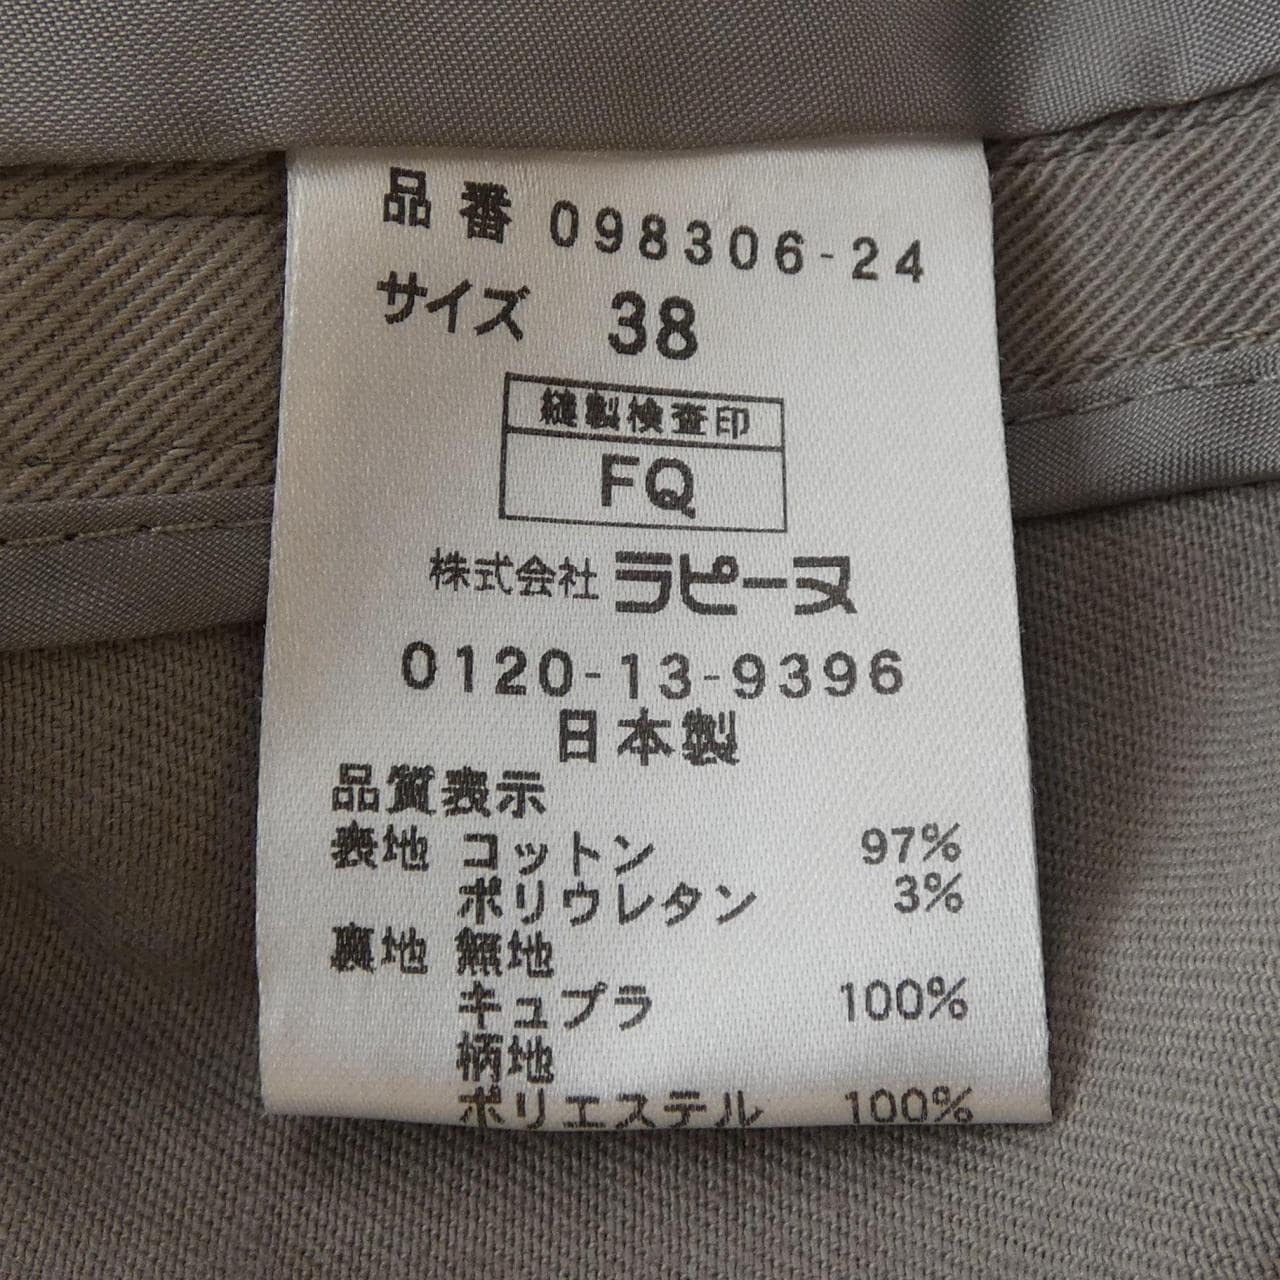 品番 098306-24
サイズ 38
縫製検査印
FQ
株式会社 ラピーヌ
0120-13-9396
日本製
品質表示
表地 コットン 97%
ポリウレタン 3%
裏地 無地
キュプラ 100%
柄地
ポリエステル 100%